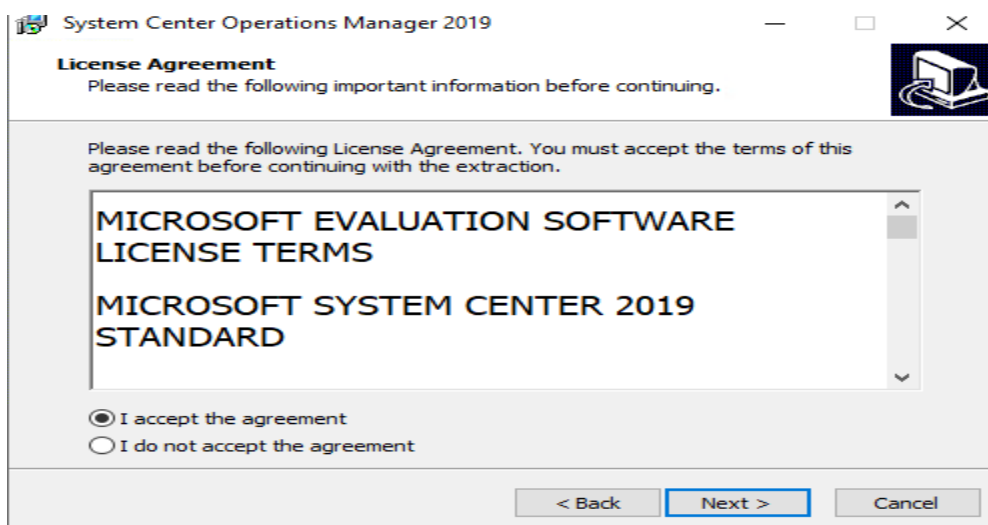 System Center Operations Manager 2019
License Agreement
Please read the following important information before continuing.
Please read the following License Agreement. You must accept the terms of this
agreement before continuing with the extraction.
MICROSOFT EVALUATION SOFTWARE
LICENSE TERMS
MICROSOFT SYSTEM CENTER 2019
STANDARD
I accept the agreement
I do not accept the agreement
< Back Next > Cancel